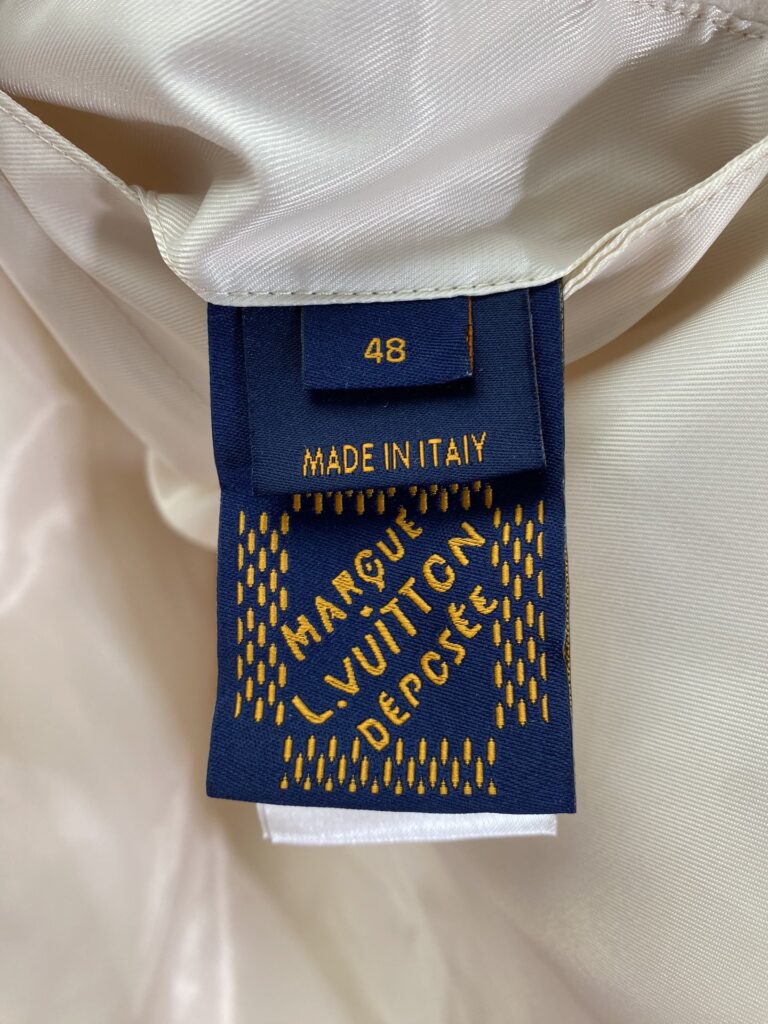 48
MADE IN ITALY
MARQUE
L.VUITTON
DÉPOSÉE